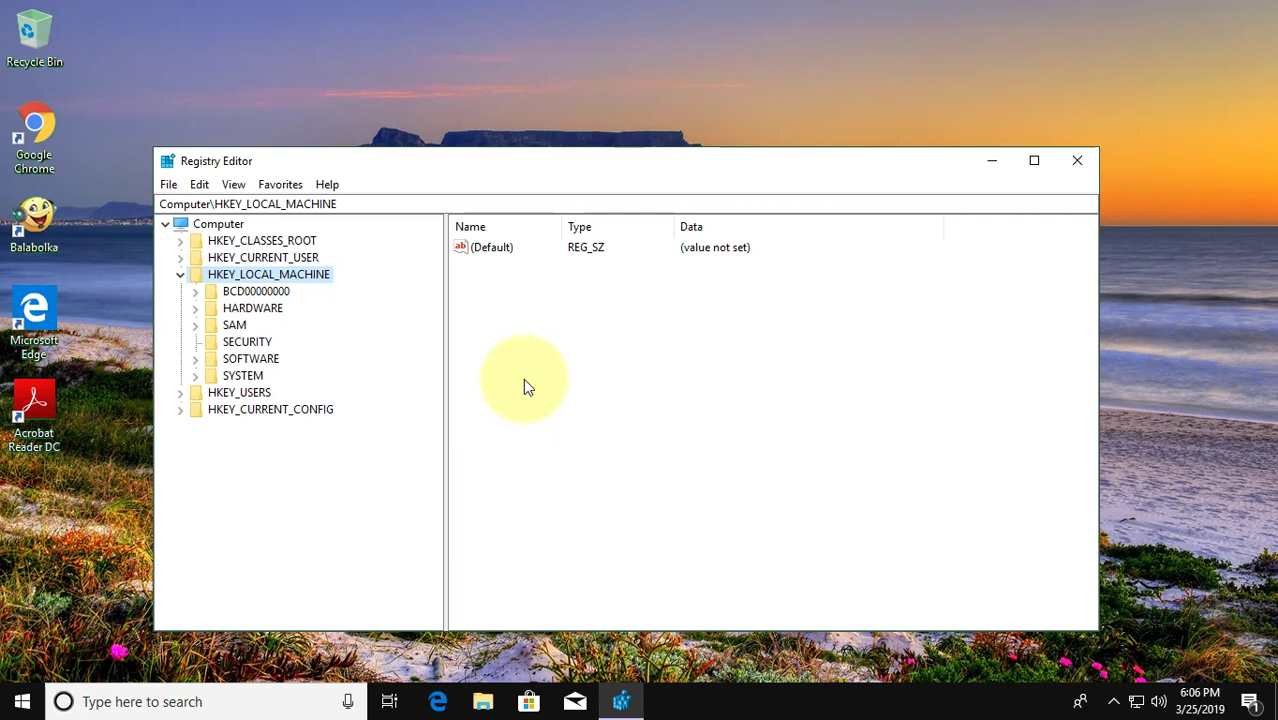 Recycle Bin
Google
Chrome
Balabolka
Microsoft
Edge
Acrobat
Reader DC
Registry Editor
File Edit View Favorites Help
Computer\HKEY_LOCAL_MACHINE
Computer
HKEY_CLASSES_ROOT
HKEY_CURRENT_USER
HKEY_LOCAL_MACHINE
BCD00000000
HARDWARE
SAM
SECURITY
SOFTWARE
SYSTEM
HKEY_USERS
HKEY_CURRENT_CONFIG
Name Type Data
ab (Default) REG_SZ (value not set)
Type here to search
6:06 PM
3/25/2019
1